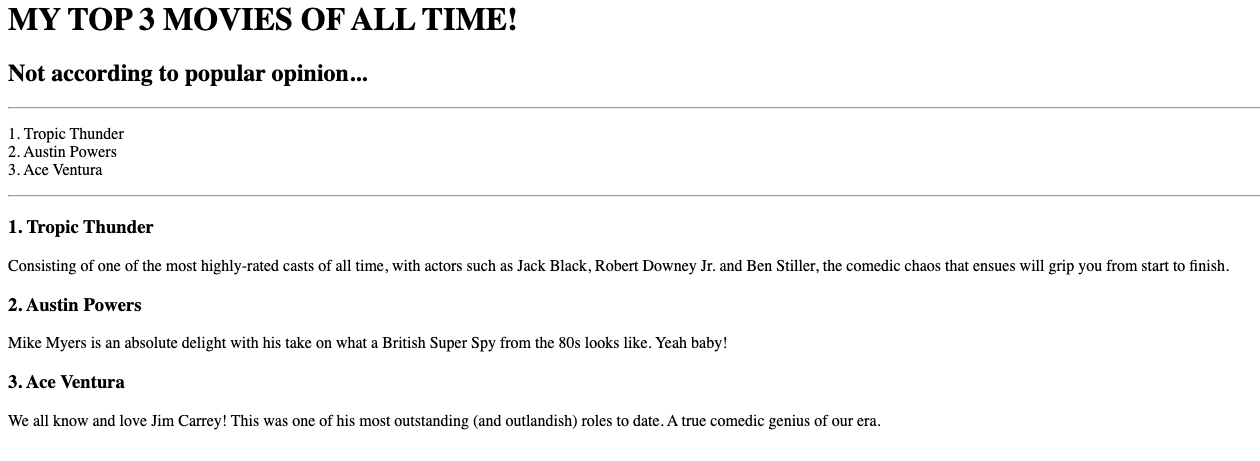 MY TOP 3 MOVIES OF ALL TIME!
Not according to popular opinion...
1. Tropic Thunder
2. Austin Powers
3. Ace Ventura
1. Tropic Thunder
Consisting of one of the most highly-rated casts of all time, with actors such as Jack Black, Robert Downey Jr. and Ben Stiller, the comedic chaos that ensues will grip you from start to finish.
2. Austin Powers
Mike Myers is an absolute delight with his take on what a British Super Spy from the 80s looks like. Yeah baby!
3. Ace Ventura
We all know and love Jim Carrey! This was one of his most outstanding (and outlandish) roles to date. A true comedic genius of our era.